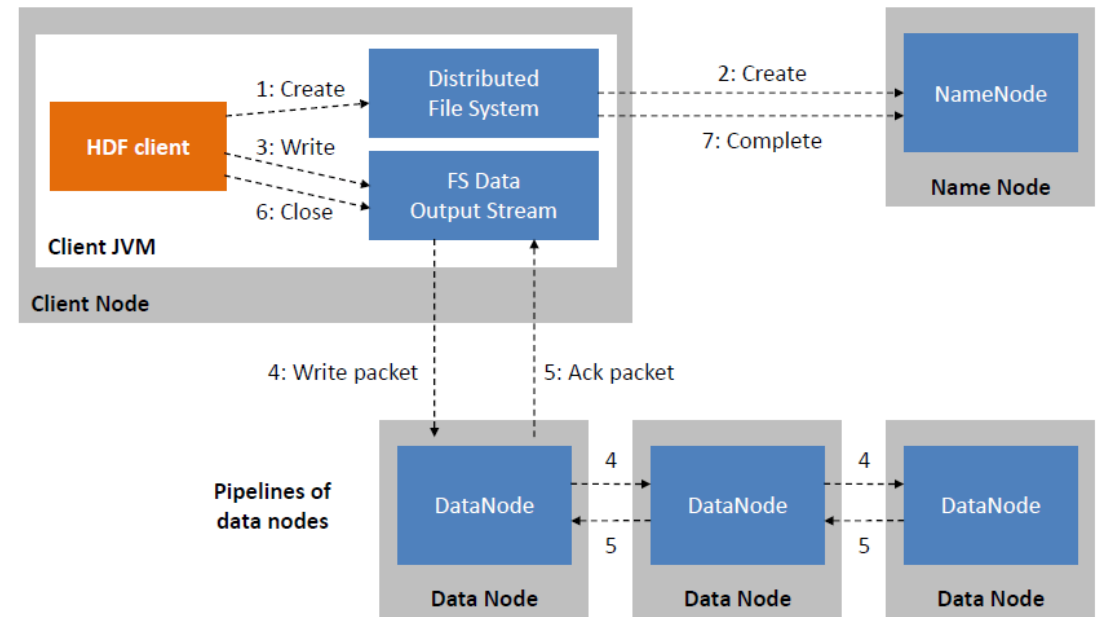 1: Create
Distributed
File System
2: Create
NameNode
HDF client
3: Write
7: Complete
FS Data
Output Stream
Name Node
6: Close
Client JVM
Client Node
4: Write packet
5: Ack packet
Pipelines of
data nodes
DataNode
4
5
DataNode
4
5
DataNode
Data Node
Data Node
Data Node